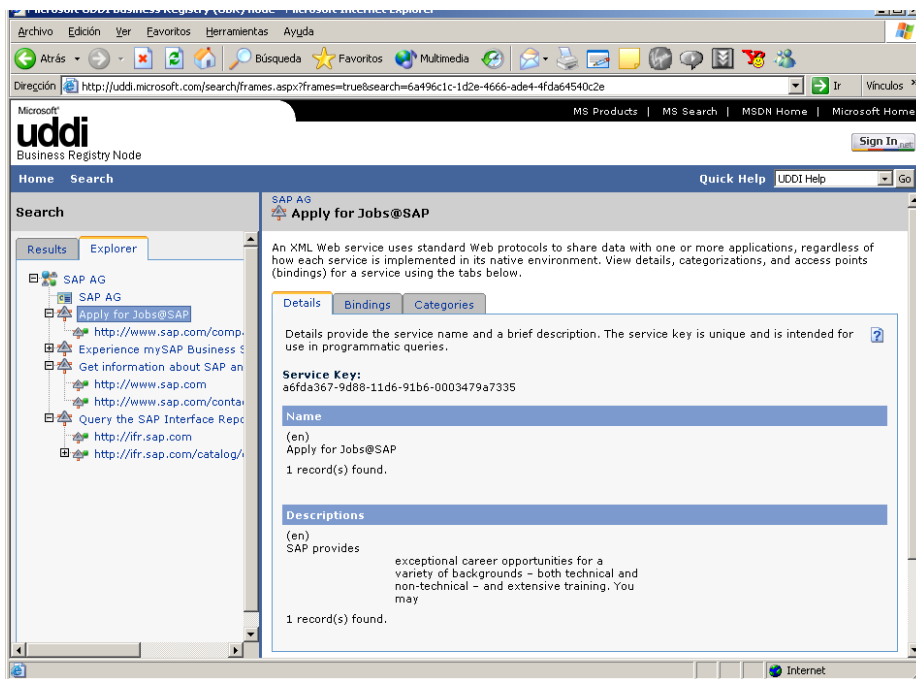 Microsoft UDDI Business Registry (UBR) node - Microsoft Internet Explorer
Archivo Edición Ver Favoritos Herramientas Ayuda
Atrás Búsqueda Favoritos Multimedia
Dirección http://uddi.microsoft.com/search/frames.aspx?frames=true&search=6a496c1c-1d2e-4666-ade4-4fda64540c2e Ir Vínculos »
Microsoft MS Products | MS Search | MSDN Home | Microsoft Home
uddi
Business Registry Node
Sign In .net
Home Search Quick Help UDDI Help Go
Search
Results Explorer
SAP AG
SAP AG
Apply for Jobs@SAP
http://www.sap.com/comp
Experience mySAP Business S
Get information about SAP an
http://www.sap.com
http://www.sap.com/conta
Query the SAP Interface Repo
http://ifr.sap.com
http://ifr.sap.com/catalog/
SAP AG
Apply for Jobs@SAP
An XML Web service uses standard Web protocols to share data with one or more applications, regardless of
how each service is implemented in its native environment. View details, categorizations, and access points
(bindings) for a service using the tabs below.
Details Bindings Categories
Details provide the service name and a brief description. The service key is unique and is intended for
use in programmatic queries.
Service Key:
a6fda367-9d88-11d6-91b6-0003479a7335
Name
(en)
Apply for Jobs@SAP
1 record(s) found.
Descriptions
(en)
SAP provides
exceptional career opportunities for a
variety of backgrounds – both technical and
non-technical – and extensive training. You
may
1 record(s) found.
Internet